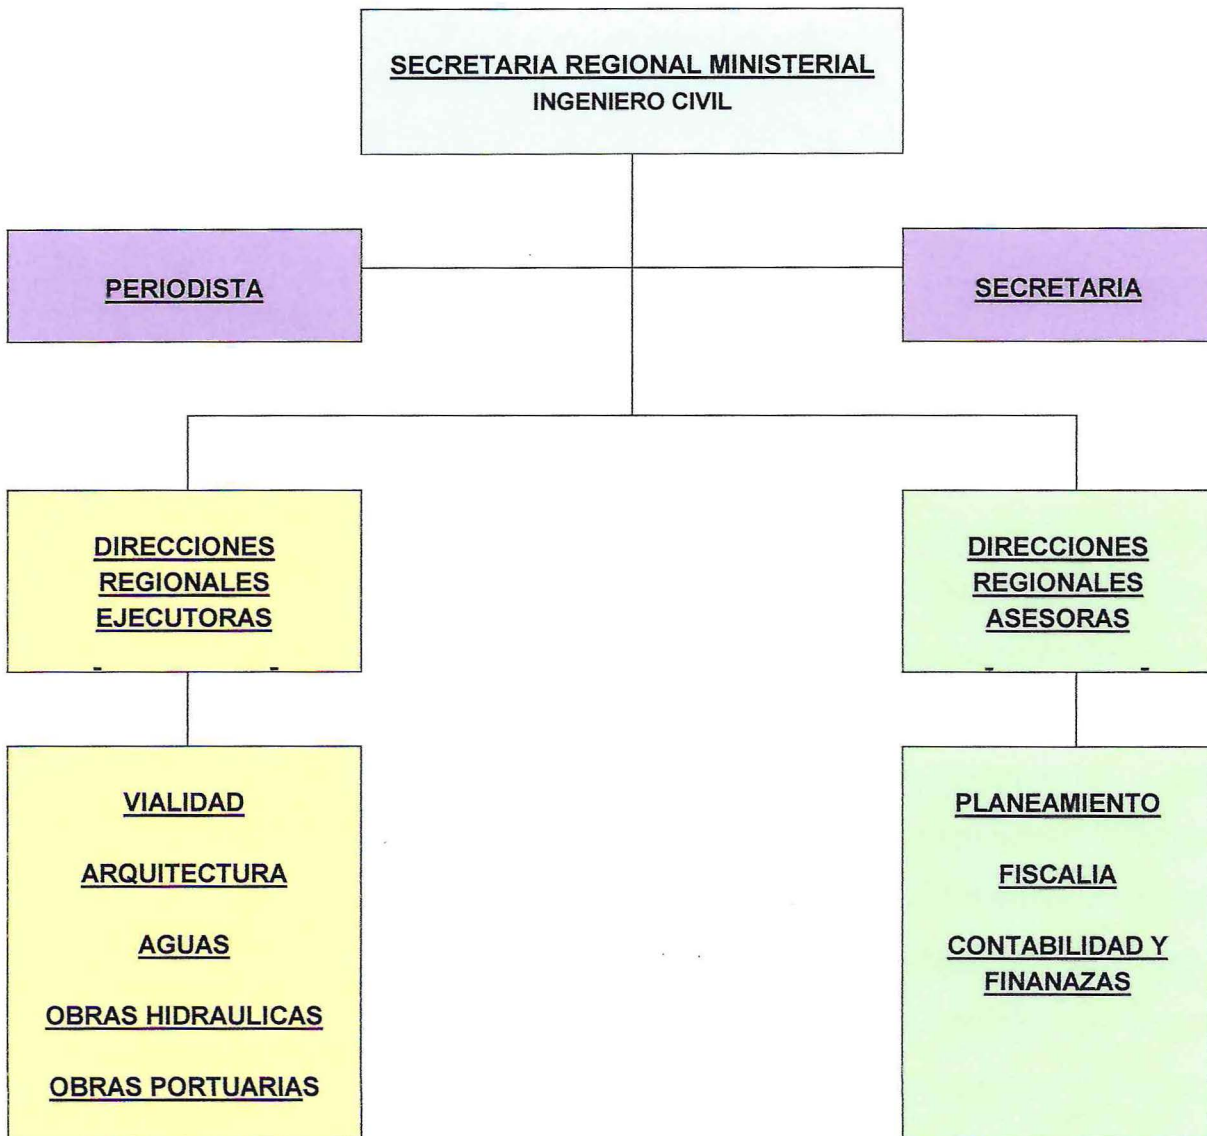 SECRETARIA REGIONAL MINISTERIAL
INGENIERO CIVIL
PERIODISTA
SECRETARIA
DIRECCIONES
REGIONALES
EJECUTORAS
DIRECCIONES
REGIONALES
ASESORAS
VIALIDAD
ARQUITECTURA
AGUAS
OBRAS HIDRAULICAS
OBRAS PORTUARIAS
PLANEAMIENTO
FISCALIA
CONTABILIDAD Y
FINANAZAS